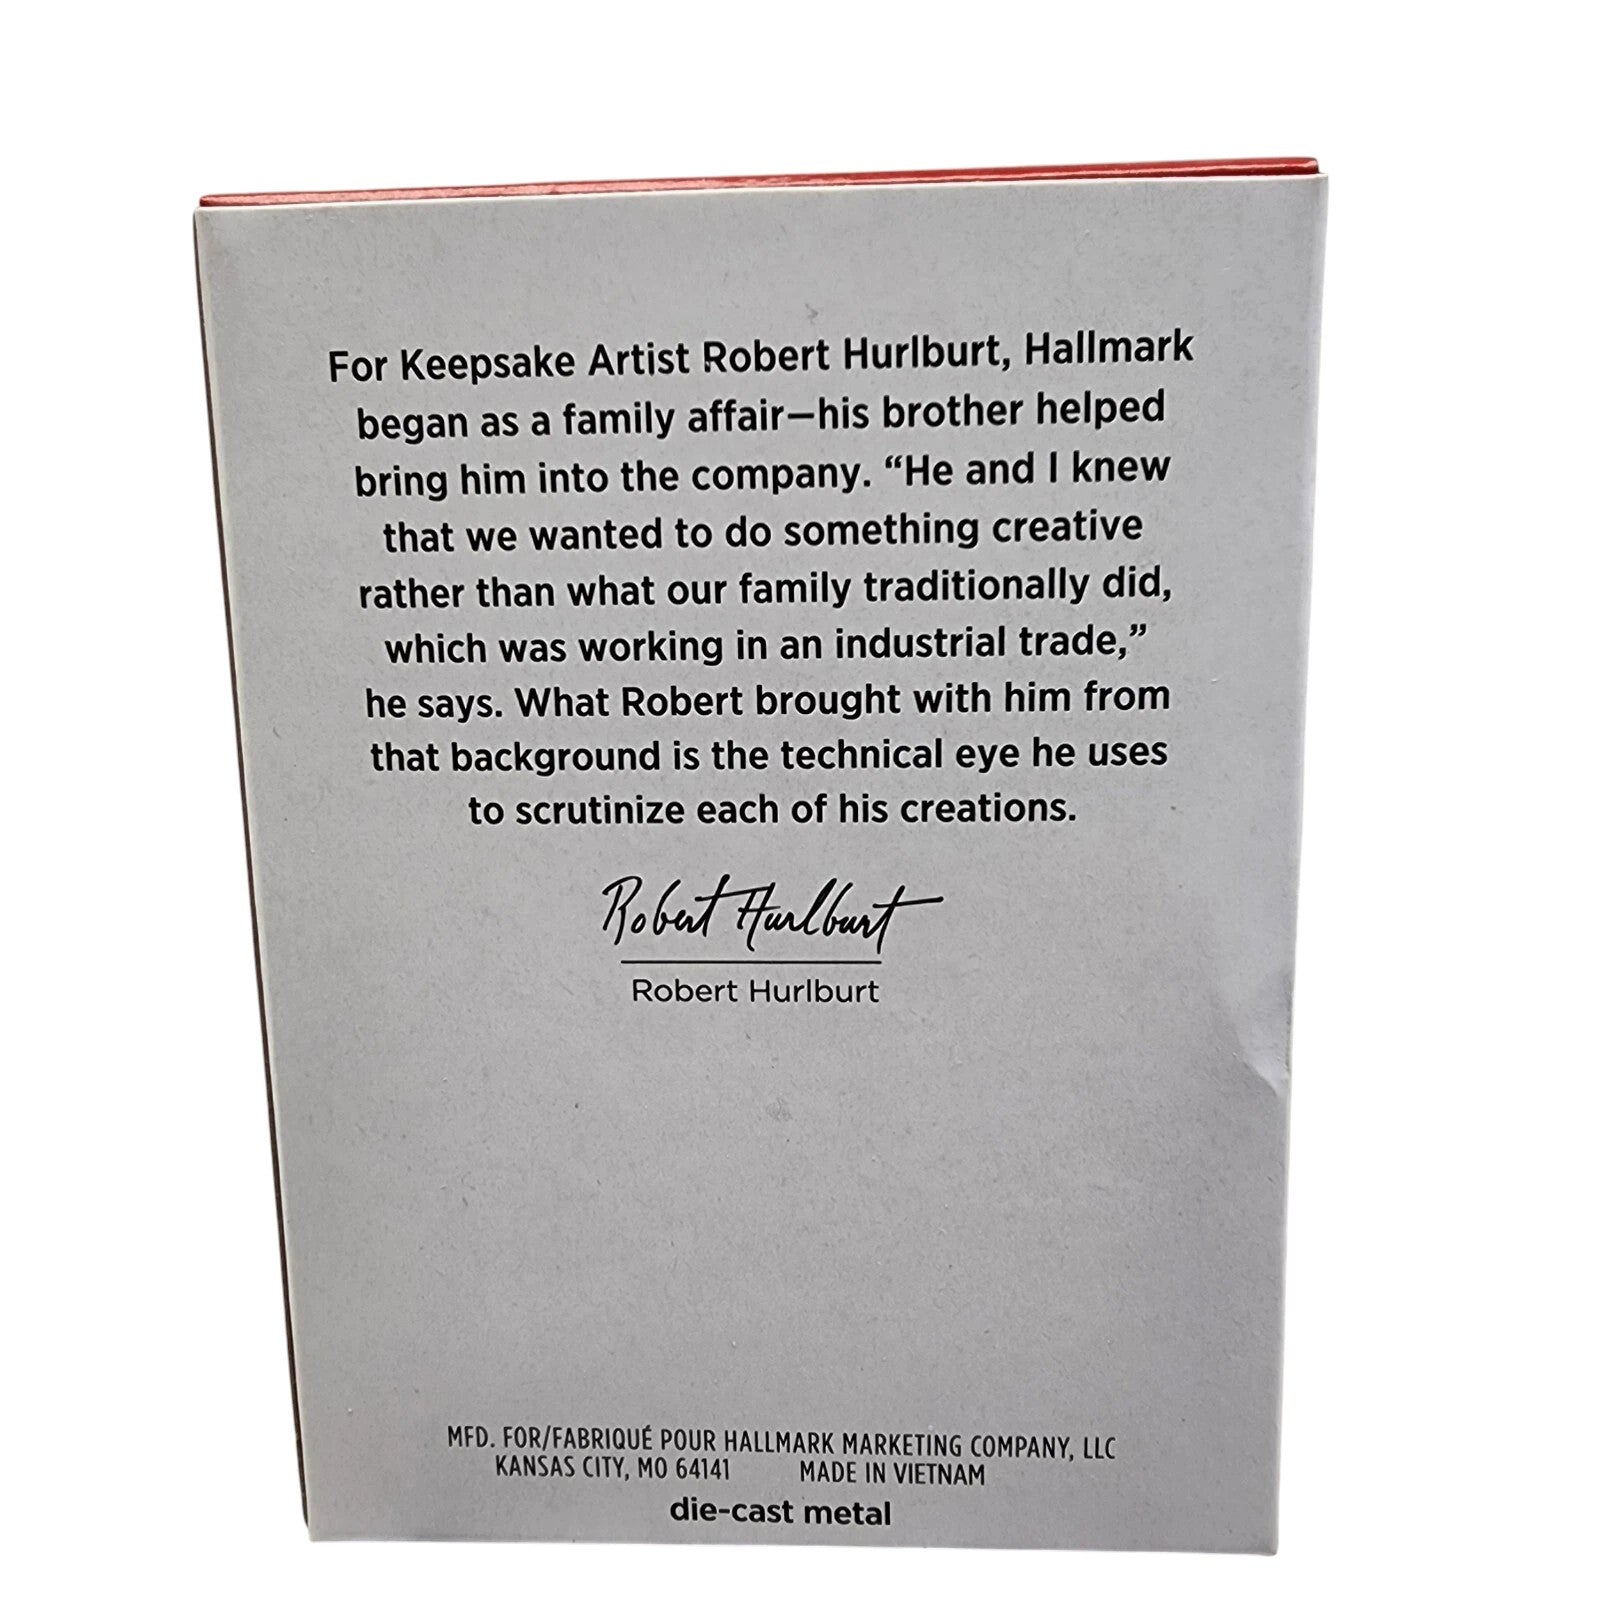 For Keepsake Artist Robert Hurlburt, Hallmark
began as a family affair—his brother helped
bring him into the company. “He and I knew
that we wanted to do something creative
rather than what our family traditionally did,
which was working in an industrial trade,”
he says. What Robert brought with him from
that background is the technical eye he uses
to scrutinize each of his creations.
Robert Hurlburt
Robert Hurlburt
MFD. FOR/FABRIQUÉ POUR HALLMARK MARKETING COMPANY, LLC
KANSAS CITY, MO 64141 MADE IN VIETNAM
die-cast metal